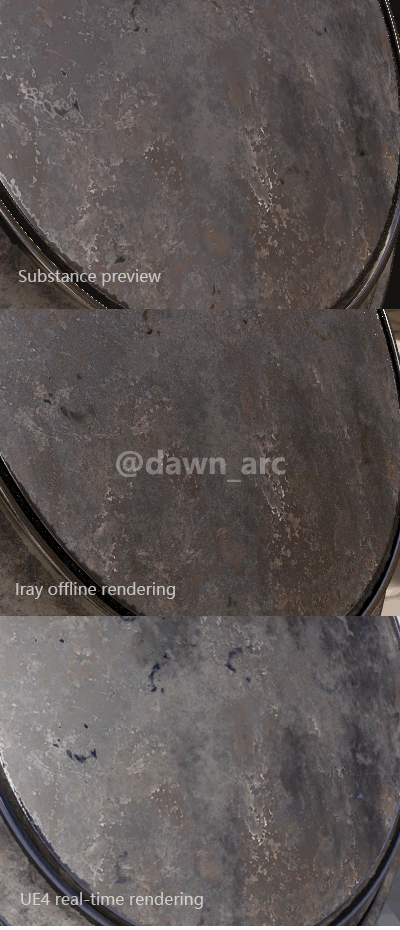 Substance preview
@dawn_arc
Iray offline rendering
UE4 real-time rendering